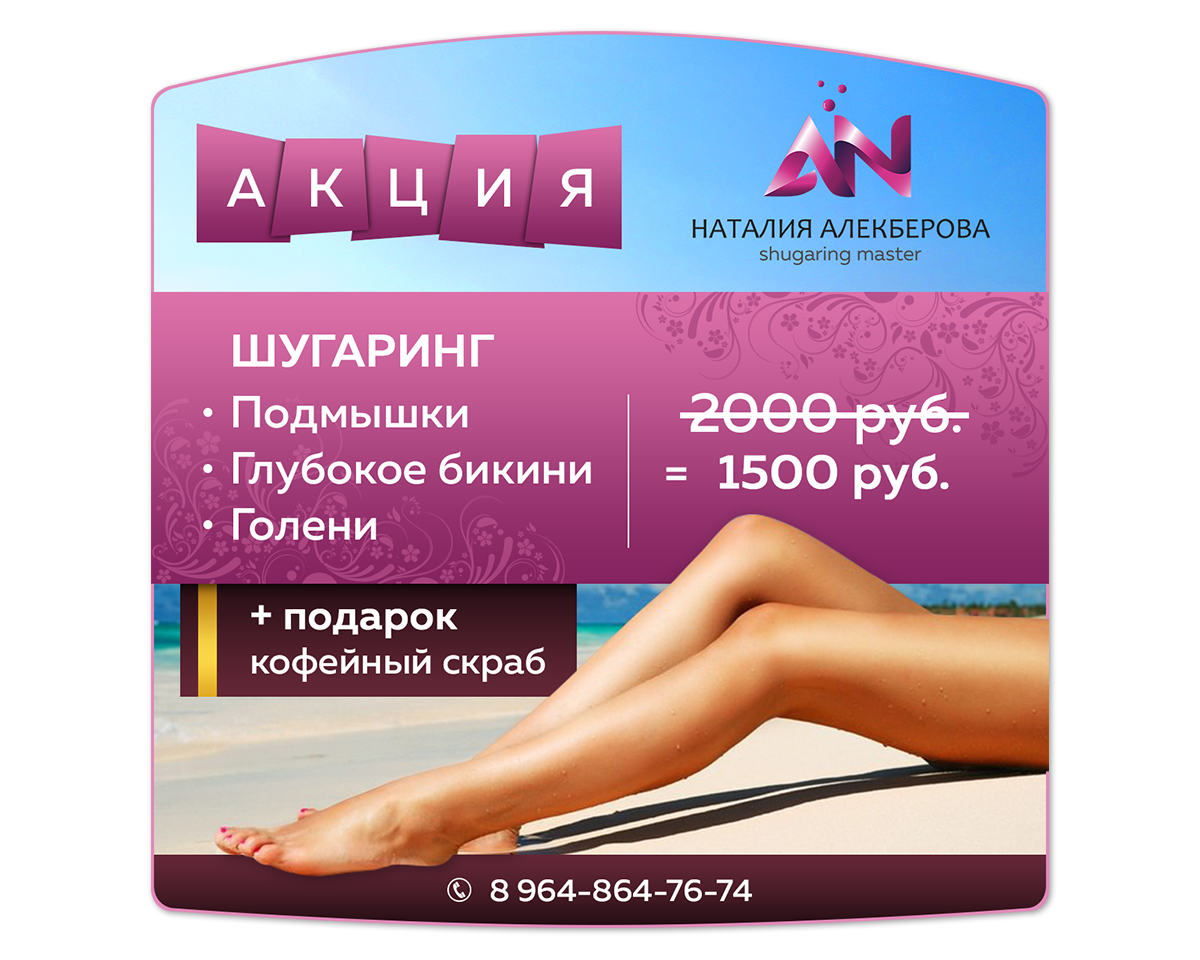 АКЦИЯ
AN
НАТАЛИЯ АЛЕКБЕРОВА
shugaring master
ШУГАРИНГ
• Подмышки
• Глубокое бикини
• Голени
2000 руб.
= 1500 руб.
+ подарок
кофейный скраб
8 964-864-76-74